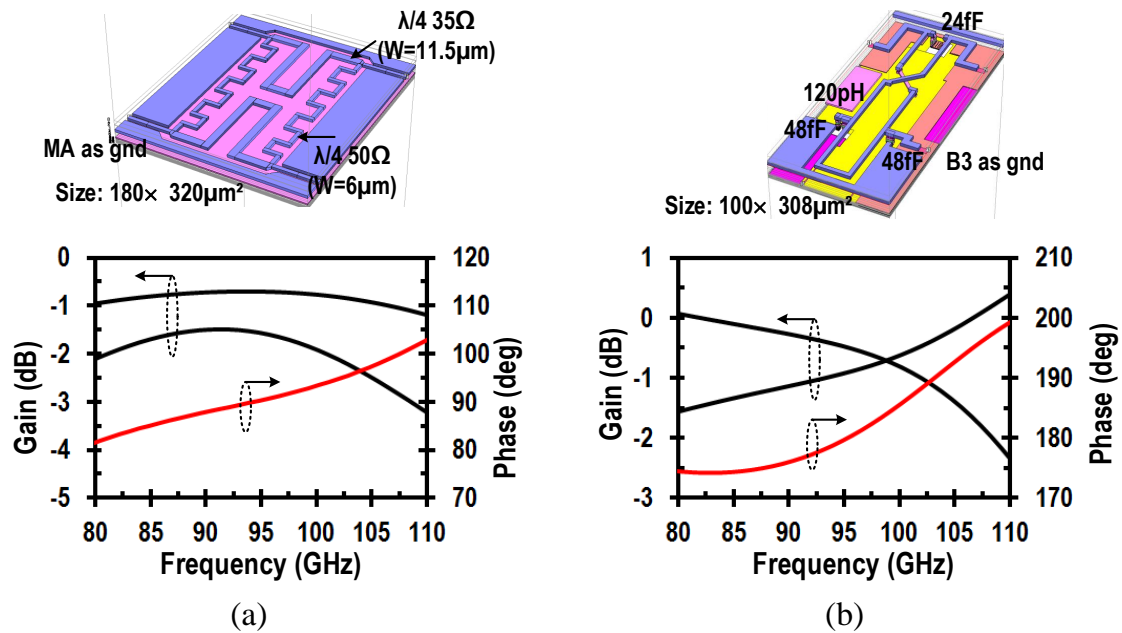 λ/4 35Ω
(W=11.5μm)
MA as gnd
λ/4 50Ω
(W=6μm)
Size: 180× 320μm²
24fF
120pH
48fF
48fF
B3 as gnd
Size: 100× 308μm²
0
-1
-2
-3
-4
-5
Gain (dB)
120
110
100
90
80
70
Phase (deg)
80 85 90 95 100 105 110
Frequency (GHz)
(a)
1
0
-1
-2
-3
Gain (dB)
210
200
190
180
170
Phase (deg)
80 85 90 95 100 105 110
Frequency (GHz)
(b)